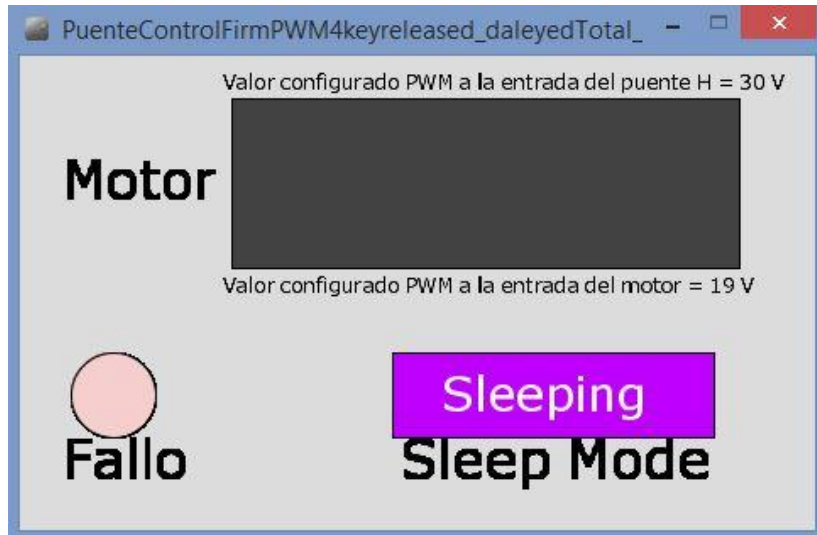 PuenteControlFirmPWM4keyreleased_daleyedTotal_
Valor configurado PWM a la entrada del puente H = 30 V
Motor
Valor configurado PWM a la entrada del motor = 19 V
Sleeping
Fallo
Sleep Mode